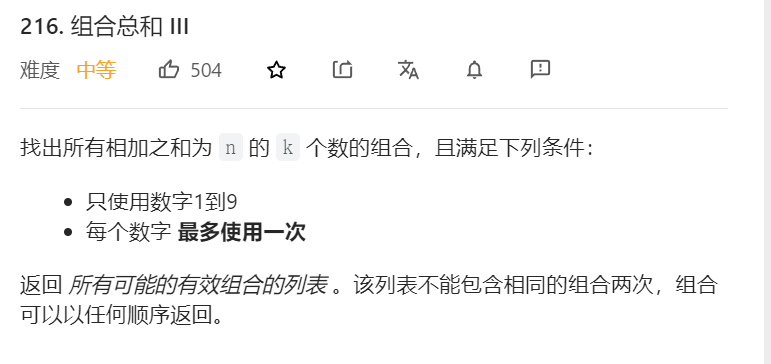 216. 组合总和 III
难度 中等 504
找出所有相加之和为 n 的 k 个数的组合，且满足下列条件：
只使用数字1到9
每个数字 最多使用一次
返回 所有可能的有效组合的列表 。该列表不能包含相同的组合两次，组合
可以以任何顺序返回。